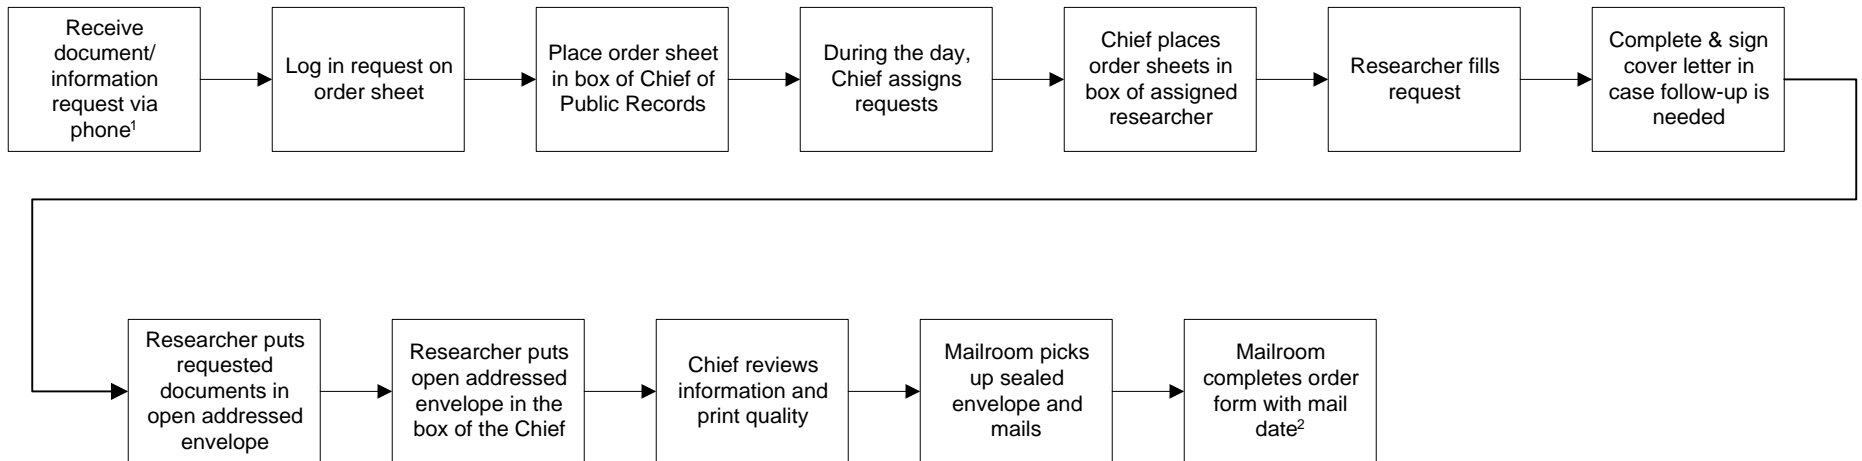 Receive
document/
information
request via
phone¹
Log in request on
order sheet
Place order sheet
in box of Chief of
Public Records
During the day,
Chief assigns
requests
Chief places
order sheets in
box of assigned
researcher
Researcher fills
request
Complete & sign
cover letter in
case follow-up is
needed
Researcher puts
requested
documents in
open addressed
envelope
Researcher puts
open addressed
envelope in the
box of the Chief
Chief reviews
information and
print quality
Mailroom picks
up sealed
envelope and
mails
Mailroom
completes order
form with mail
date²